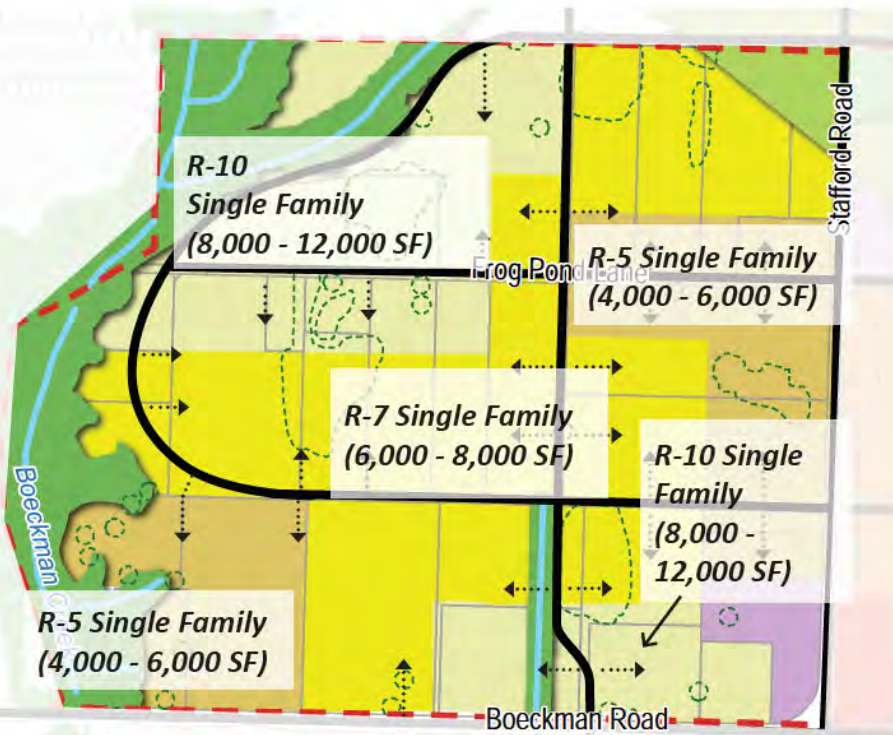 R-10
Single Family
(8,000 - 12,000 SF)
Stafford Road
Frog Pond Lane
R-5 Single Family
(4,000 - 6,000 SF)
R-7 Single Family
(6,000 - 8,000 SF)
R-10 Single
Family
(8,000 -
12,000 SF)
Boeckman Creek
R-5 Single Family
(4,000 - 6,000 SF)
Boeckman Road